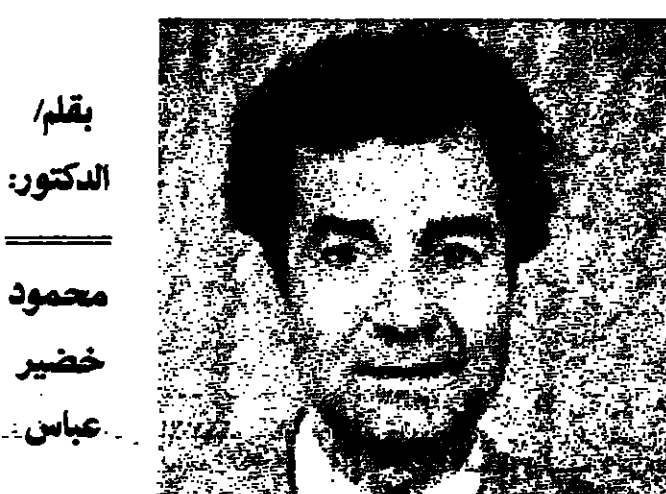 بقلم/
الدكتور:
محمود
خضير
عباس